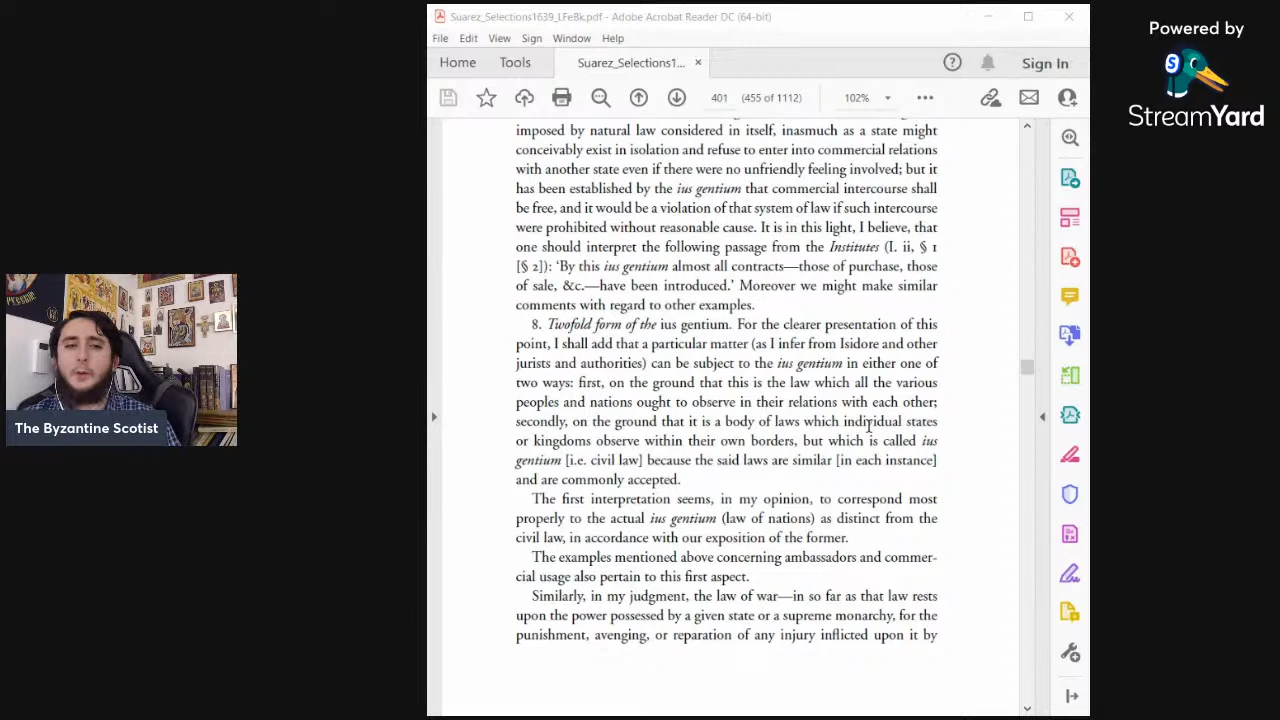 Suarez_Selections1639_LFeBk.pdf - Adobe Acrobat Reader DC (64-bit)
File Edit View Sign Window Help
Home Tools Suarez_Selections1... × Sign In
401 (455 of 1112) 102%
imposed by natural law considered in itself, inasmuch as a state might
conceivably exist in isolation and refuse to enter into commercial relations
with another state even if there were no unfriendly feeling involved; but it
has been established by the ius gentium that commercial intercourse shall
be free, and it would be a violation of that system of law if such intercourse
were prohibited without reasonable cause. It is in this light, I believe, that
one should interpret the following passage from the Institutes (I. ii, § 1
[§ 2]): ‘By this ius gentium almost all contracts—those of purchase, those
of sale, &c.—have been introduced.’ Moreover we might make similar
comments with regard to other examples.
8. Twofold form of the ius gentium. For the clearer presentation of this
point, I shall add that a particular matter (as I infer from Isidore and other
jurists and authorities) can be subject to the ius gentium in either one of
two ways: first, on the ground that this is the law which all the various
peoples and nations ought to observe in their relations with each other;
secondly, on the ground that it is a body of laws which individual states
or kingdoms observe within their own borders, but which is called ius
gentium [i.e. civil law] because the said laws are similar [in each instance]
and are commonly accepted.
The first interpretation seems, in my opinion, to correspond most
properly to the actual ius gentium (law of nations) as distinct from the
civil law, in accordance with our exposition of the former.
The examples mentioned above concerning ambassadors and commer-
cial usage also pertain to this first aspect.
Similarly, in my judgment, the law of war—in so far as that law rests
upon the power possessed by a given state or a supreme monarchy, for the
punishment, avenging, or reparation of any injury inflicted upon it by
The Byzantine Scotist
Powered by
S
StreamYard